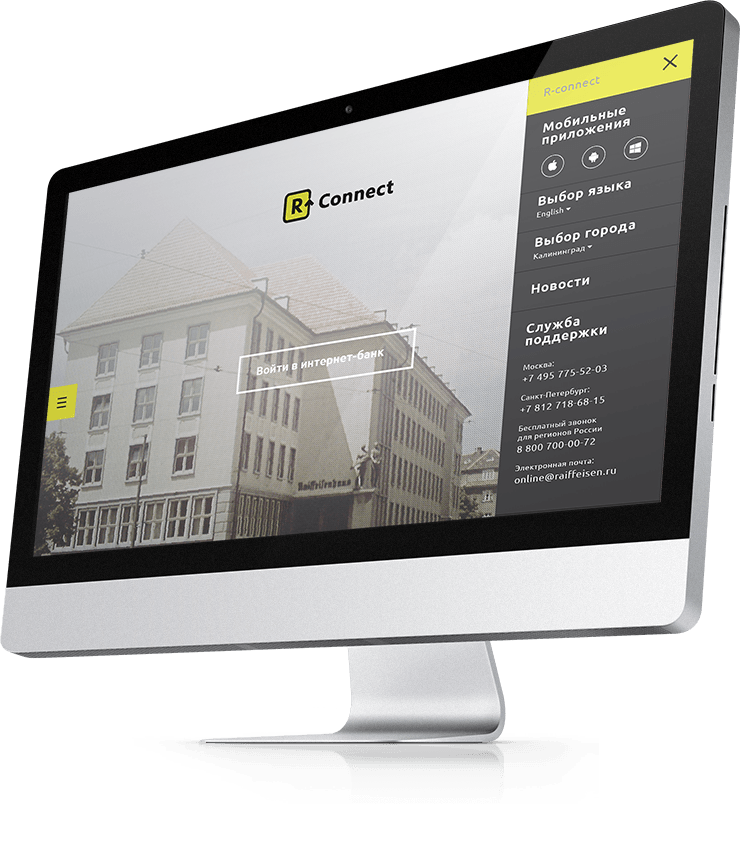 R-connect
Мобильные
приложения
R Connect
Выбор языка
English
Выбор города
Калининград
Новости
Служба
поддержки
Войти в интернет-банк
Москва:
+7 495 775-52-03
Санкт-Петербург:
+7 812 718-68-15
Бесплатный звонок
для регионов России
8 800 700-00-72
Электронная почта:
online@raiffeisen.ru
Raiffeisenhaus